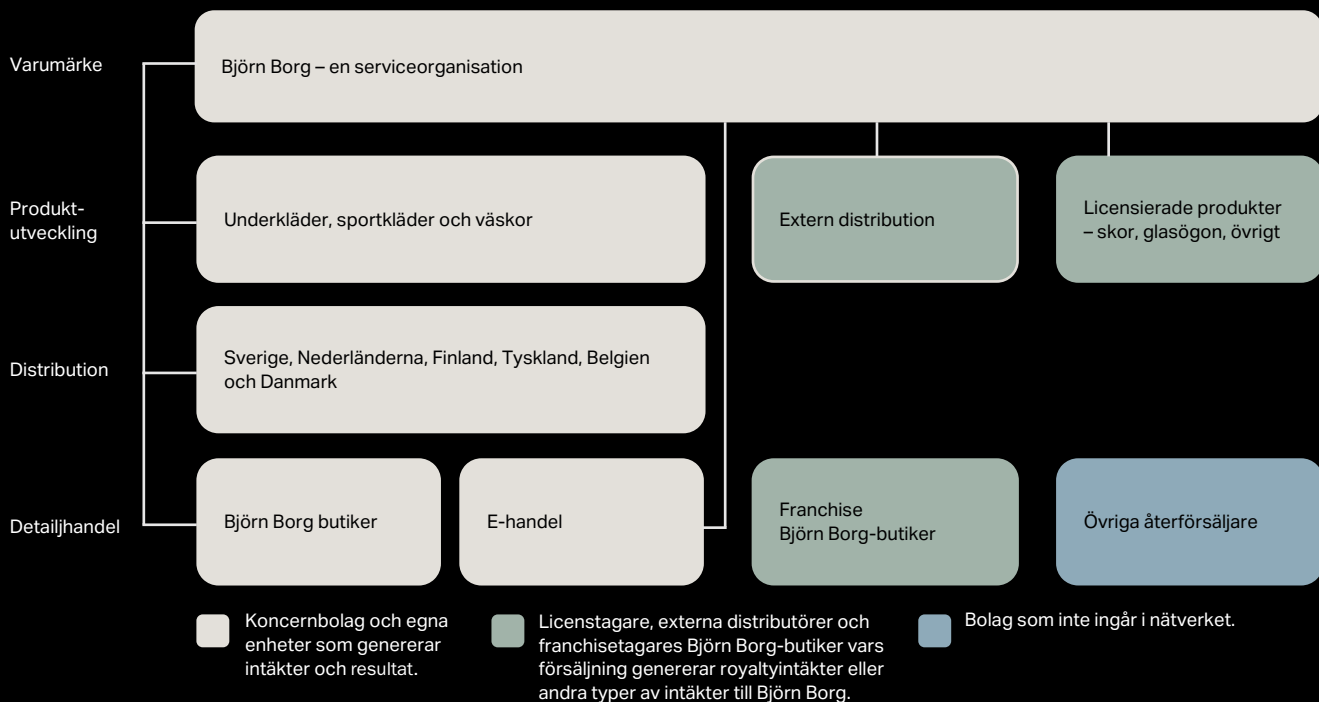 Varumärke
Björn Borg – en serviceorganisation
Produkt-
utveckling
Underkläder, sportkläder och väskor
Extern distribution
Licensierade produkter
– skor, glasögon, övrigt
Distribution
Sverige, Nederländerna, Finland, Tyskland, Belgien
och Danmark
Detailjhandel
Björn Borg butiker
E-handel
Franchise
Björn Borg-butiker
Övriga återförsäljare
Koncernbolag och egna
enheter som genererar
intäkter och resultat.
Licenstagare, externa distributörer och
franchisetagares Björn Borg-butiker vars
försäljning genererar royaltyintäkter eller
andra typer av intäkter till Björn Borg.
Bolag som inte ingår i nätverket.